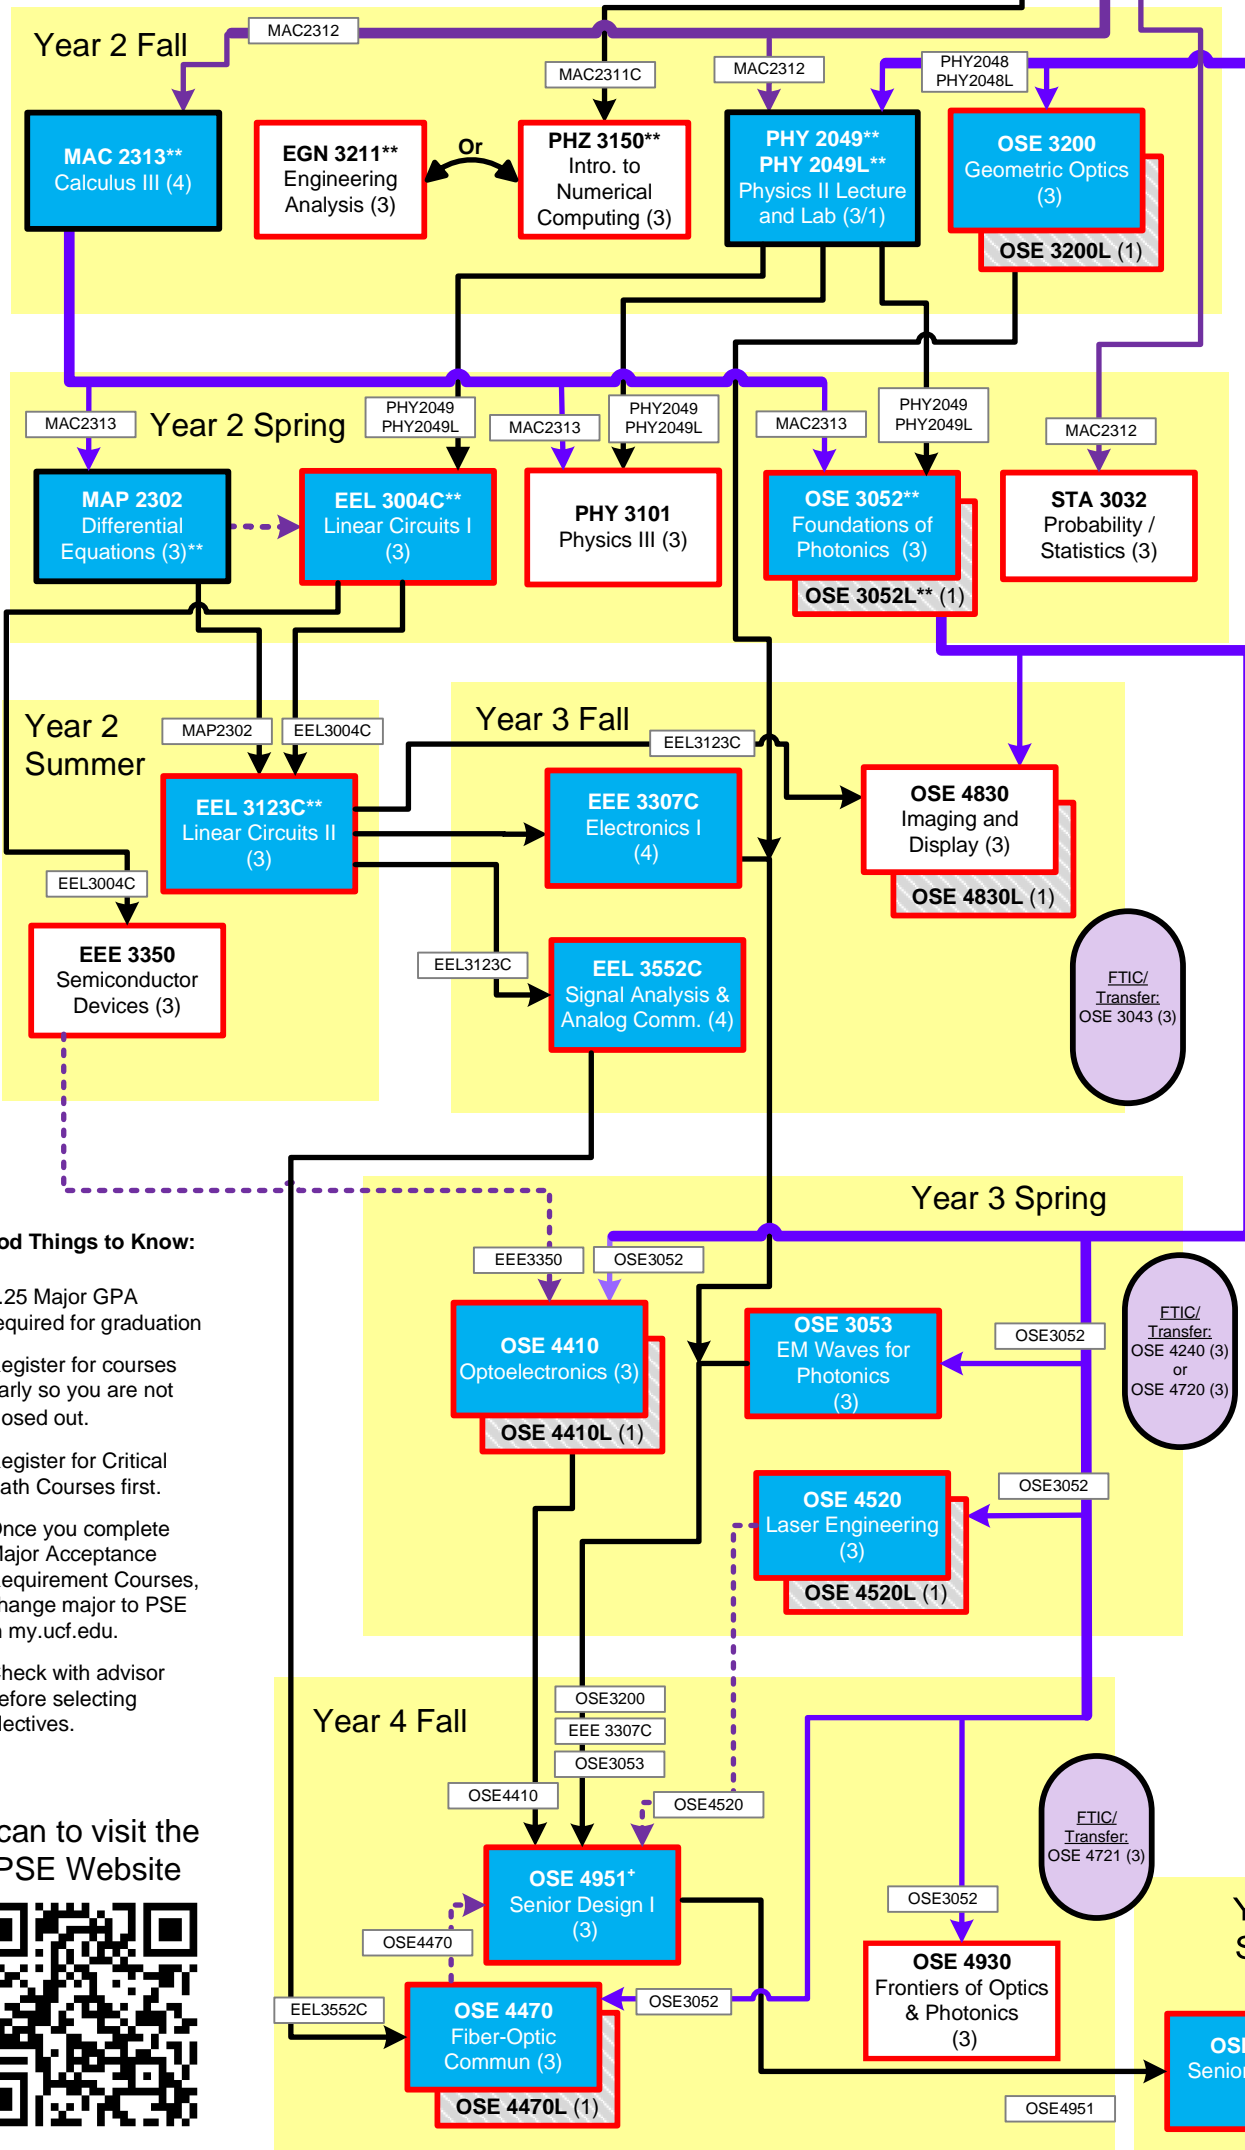 Year 2 Fall
MAC2312
MAC2311C
MAC2312
PHY2048
PHY2048L
MAC 2313**
Calculus III (4)
EGN 3211**
Engineering
Analysis (3)
Or
PHZ 3150**
Intro. to
Numerical
Computing (3)
PHY 2049**
PHY 2049L**
Physics II Lecture
and Lab (3/1)
OSE 3200
Geometric Optics
(3)
OSE 3200L (1)
Year 2 Spring
MAC2313
PHY2049
PHY2049L
MAC2313
PHY2049
PHY2049L
MAC2313
PHY2049
PHY2049L
MAC2312
MAP 2302
Differential
Equations (3)**
EEL 3004C**
Linear Circuits I
(3)
PHY 3101
Physics III (3)
OSE 3052**
Foundations of
Photonics (3)
OSE 3052L** (1)
STA 3032
Probability /
Statistics (3)
Year 2
Summer
MAP2302
EEL3004C
EEL 3123C**
Linear Circuits II
(3)
EEL3004C
EEE 3350
Semiconductor
Devices (3)
Year 3 Fall
EEL3123C
EEE 3307C
Electronics I
(4)
OSE 4830
Imaging and
Display (3)
OSE 4830L (1)
EEL3123C
EEL 3552C
Signal Analysis &
Analog Comm. (4)
FTIC/
Transfer:
OSE 3043 (3)
Year 3 Spring
EEE3350
OSE3052
OSE 4410
Optoelectronics (3)
OSE 4410L (1)
OSE 3053
EM Waves for
Photonics
(3)
OSE3052
FTIC/
Transfer:
OSE 4240 (3)
or
OSE 4720 (3)
OSE 4520
Laser Engineering
(3)
OSE 4520L (1)
OSE3052
od Things to Know:
.25 Major GPA
equired for graduation
egister for courses
arly so you are not
osed out.
egister for Critical
ath Courses first.
nce you complete
ajor Acceptance
equirement Courses,
hange major to PSE
my.ucf.edu.
heck with advisor
efore selecting
lectives.
can to visit the
PSE Website
Year 4 Fall
OSE3200
EEE 3307C
OSE3053
OSE4410
OSE4520
OSE 4951+
Senior Design I
(3)
OSE4470
EEL3552C
OSE 4470
Fiber-Optic
Commun (3)
OSE 4470L (1)
OSE3052
OSE3052
OSE 4930
Frontiers of Optics
& Photonics
(3)
FTIC/
Transfer:
OSE 4721 (3)
OSE4951
Y
S
OS
Senior